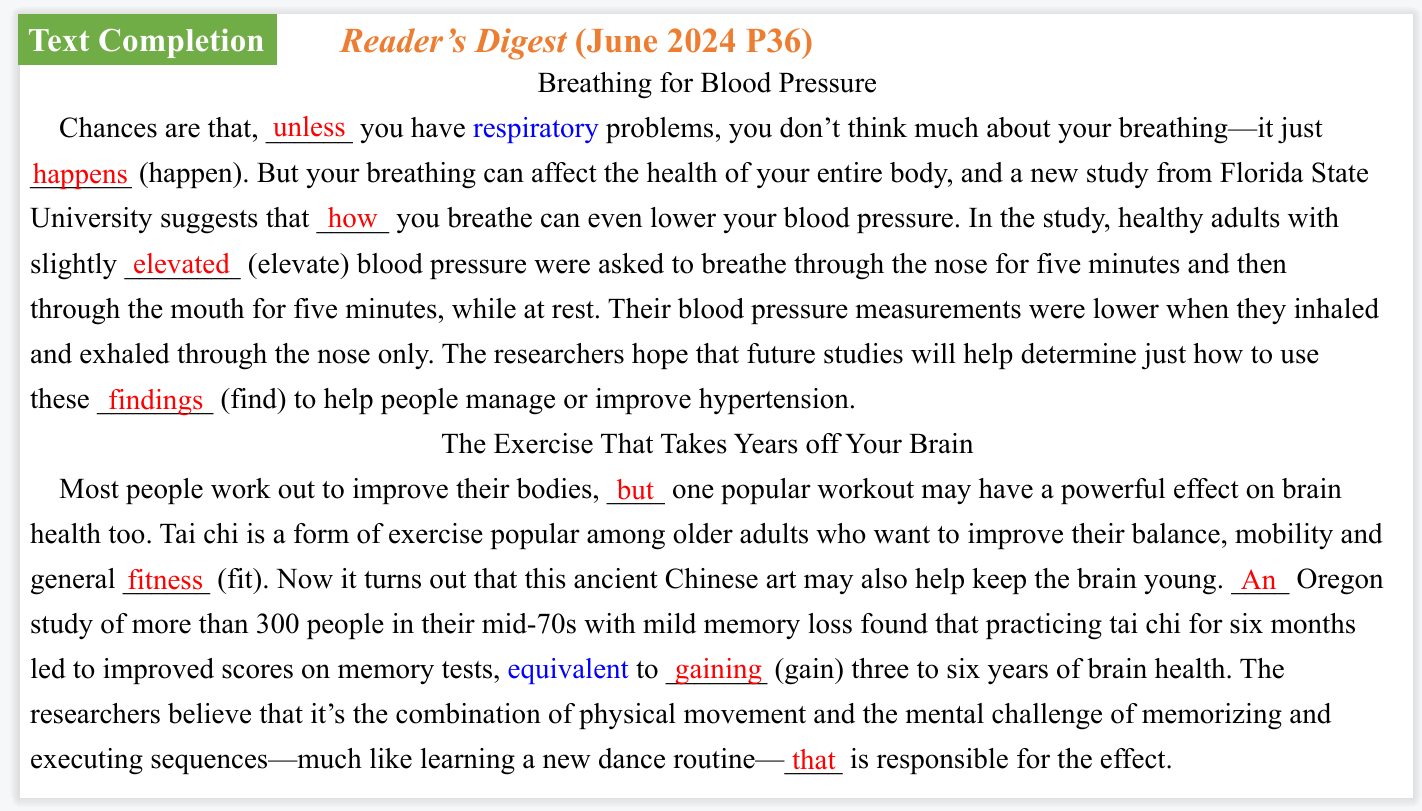 Text Completion Reader’s Digest (June 2024 P36)
Breathing for Blood Pressure
Chances are that, unless you have respiratory problems, you don’t think much about your breathing—it just
happens (happen). But your breathing can affect the health of your entire body, and a new study from Florida State
University suggests that how you breathe can even lower your blood pressure. In the study, healthy adults with
slightly elevated (elevate) blood pressure were asked to breathe through the nose for five minutes and then
through the mouth for five minutes, while at rest. Their blood pressure measurements were lower when they inhaled
and exhaled through the nose only. The researchers hope that future studies will help determine just how to use
these findings (find) to help people manage or improve hypertension.
The Exercise That Takes Years off Your Brain
Most people work out to improve their bodies, but one popular workout may have a powerful effect on brain
health too. Tai chi is a form of exercise popular among older adults who want to improve their balance, mobility and
general fitness (fit). Now it turns out that this ancient Chinese art may also help keep the brain young. An Oregon
study of more than 300 people in their mid-70s with mild memory loss found that practicing tai chi for six months
led to improved scores on memory tests, equivalent to gaining (gain) three to six years of brain health. The
researchers believe that it’s the combination of physical movement and the mental challenge of memorizing and
executing sequences—much like learning a new dance routine—that is responsible for the effect.